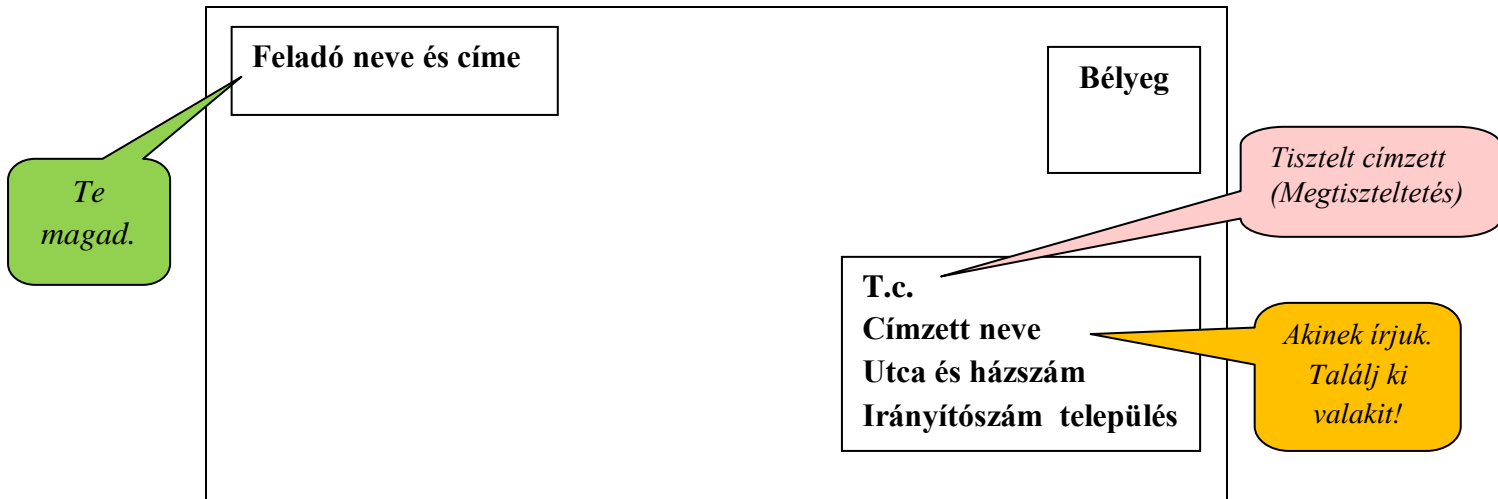 Feladó neve és címe
Bélyeg
Te
magad.
Tisztelt címzett
(Megtiszteltetés)
T.c.
Címzett neve
Utca és házszám
Irányítószám település
Akinek írjuk.
Találj ki
valakit!